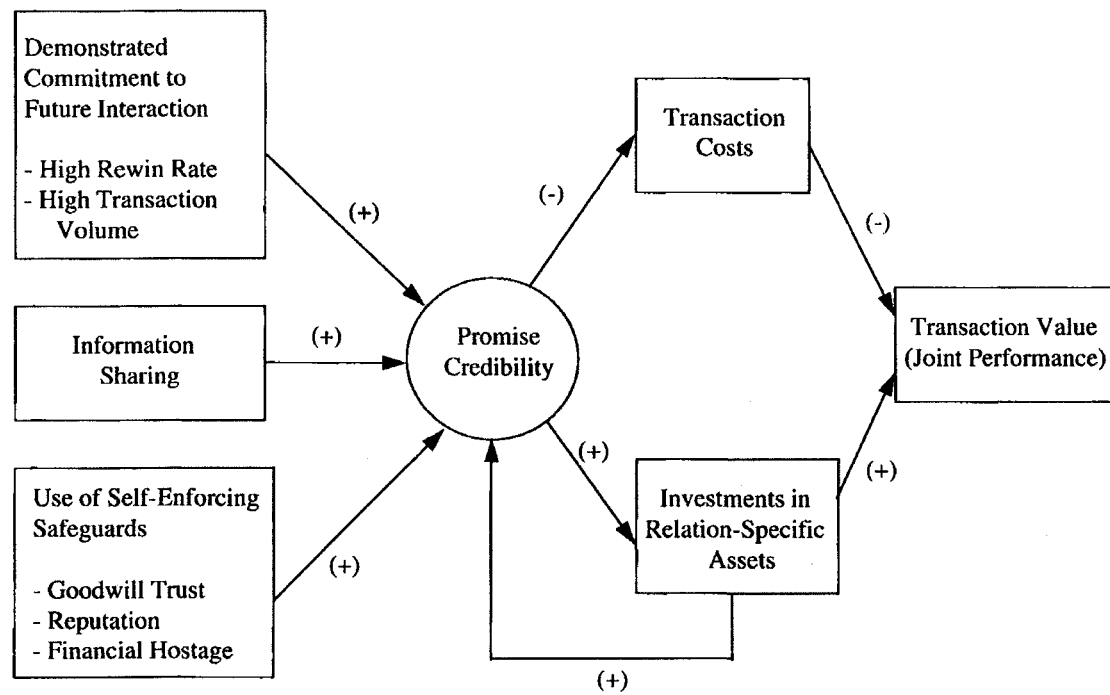 Demonstrated
Commitment to
Future Interaction
- High Rewin Rate
- High Transaction
Volume
(+)
Information
Sharing
(+)
Use of Self-Enforcing
Safeguards
- Goodwill Trust
- Reputation
- Financial Hostage
(+)
Promise
Credibility
(-)
Transaction
Costs
(-)
(+)
Investments in
Relation-Specific
Assets
(+)
(+)
Transaction Value
(Joint Performance)